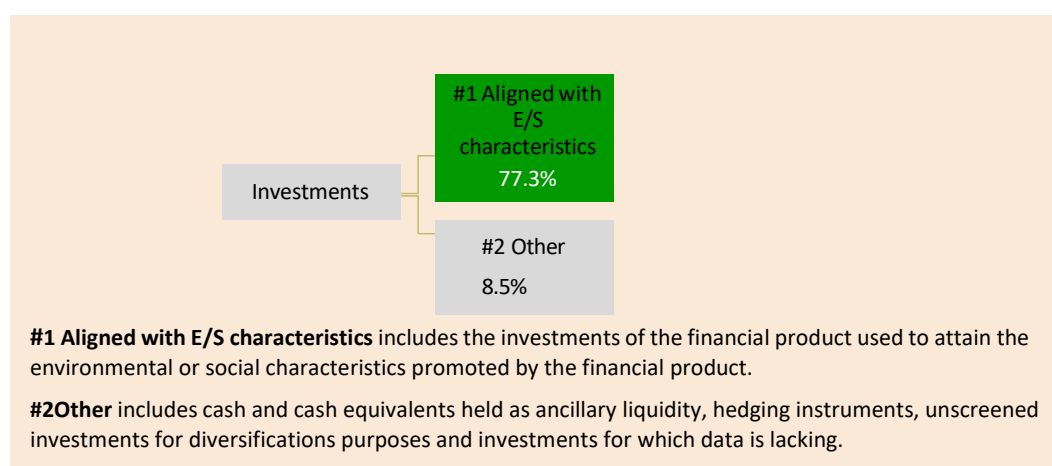 #1 Aligned with
E/S
characteristics
77.3%
Investments
#2 Other
8.5%
#1 Aligned with E/S characteristics includes the investments of the financial product used to attain the
environmental or social characteristics promoted by the financial product.
#2Other includes cash and cash equivalents held as ancillary liquidity, hedging instruments, unscreened
investments for diversifications purposes and investments for which data is lacking.